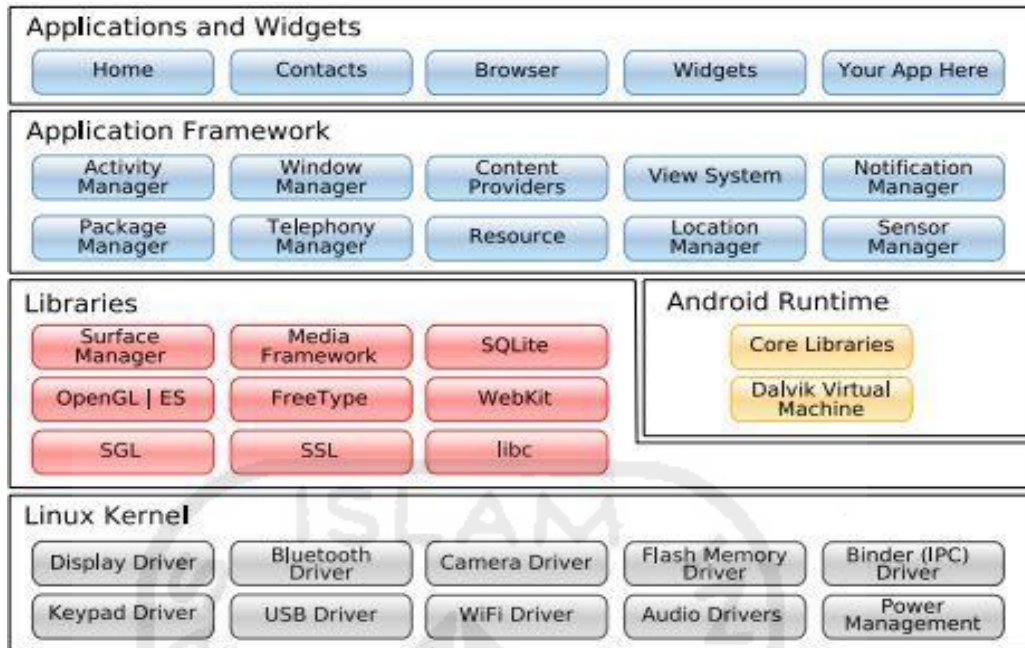 Applications and Widgets
Home Contacts Browser Widgets Your App Here
Application Framework
Activity Manager Window Manager Content Providers View System Notification Manager
Package Manager Telephony Manager Resource Location Manager Sensor Manager
Libraries
Surface Manager Media Framework SQLite
OpenGL | ES FreeType WebKit
SGL SSL libc
Android Runtime
Core Libraries
Dalvik Virtual Machine
Linux Kernel
Display Driver Bluetooth Driver Camera Driver Flash Memory Driver Binder (IPC) Driver
Keypad Driver USB Driver WiFi Driver Audio Drivers Power Management
ISLAM